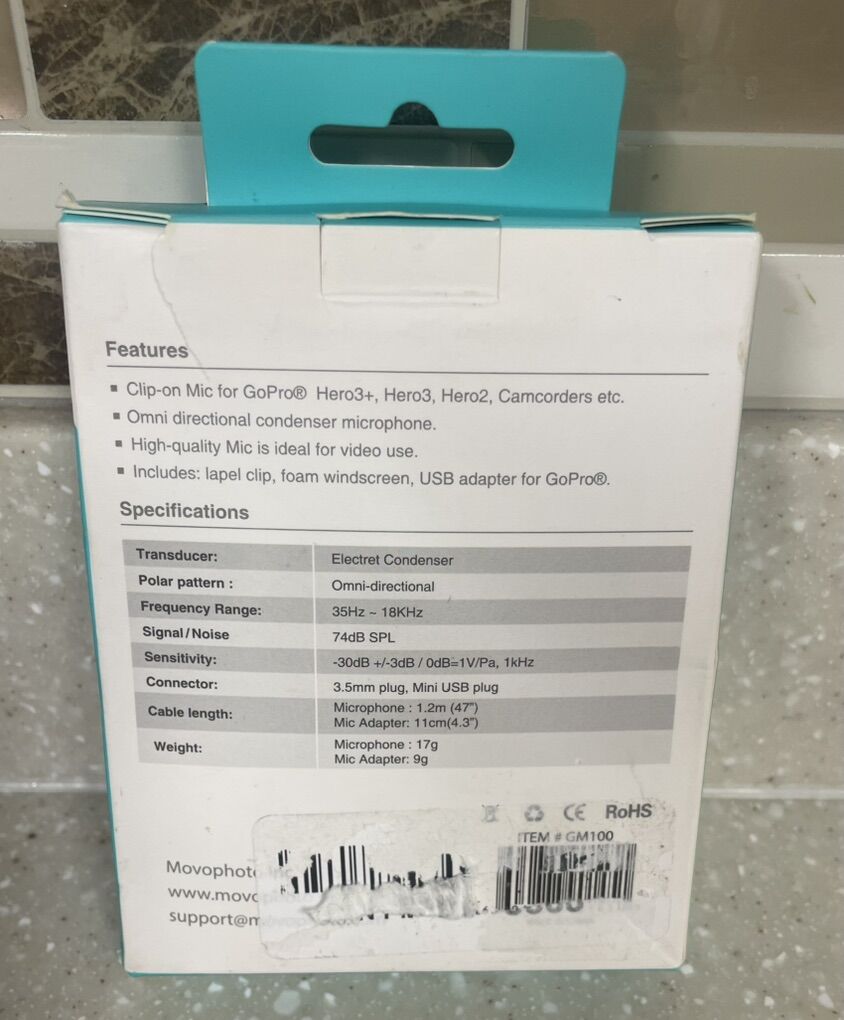 Features
Clip-on Mic for GoPro® Hero3+, Hero3, Hero2, Camcorders etc.
Omni directional condenser microphone.
High-quality Mic is ideal for video use.
Includes: lapel clip, foam windscreen, USB adapter for GoPro®.
Specifications
Transducer: Electret Condenser
Polar pattern : Omni-directional
Frequency Range: 35Hz ~ 18KHz
Signal/Noise 74dB SPL
Sensitivity: -30dB +/-3dB / 0dB=1V/Pa, 1kHz
Connector: 3.5mm plug, Mini USB plug
Cable length: Microphone : 1.2m (47")
Mic Adapter: 11cm(4.3")
Weight: Microphone : 17g
Mic Adapter: 9g
CE RoHS
ITEM # GM100
Movophoto Inc.